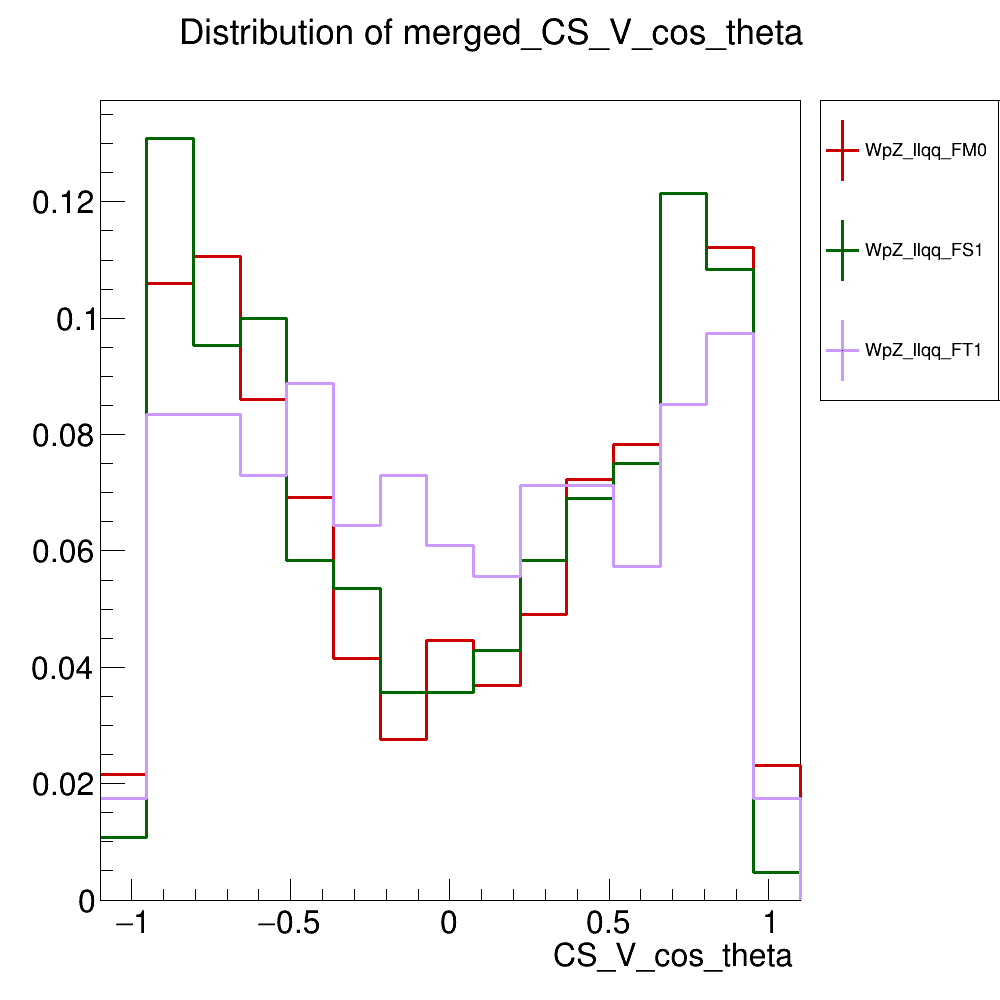 Distribution of merged_CS_V_cos_theta
WpZ_llqq_FM0
WpZ_llqq_FS1
WpZ_llqq_FT1
0.12
0.1
0.08
0.06
0.04
0.02
0
−1
−0.5
0
0.5
1
CS_V_cos_theta